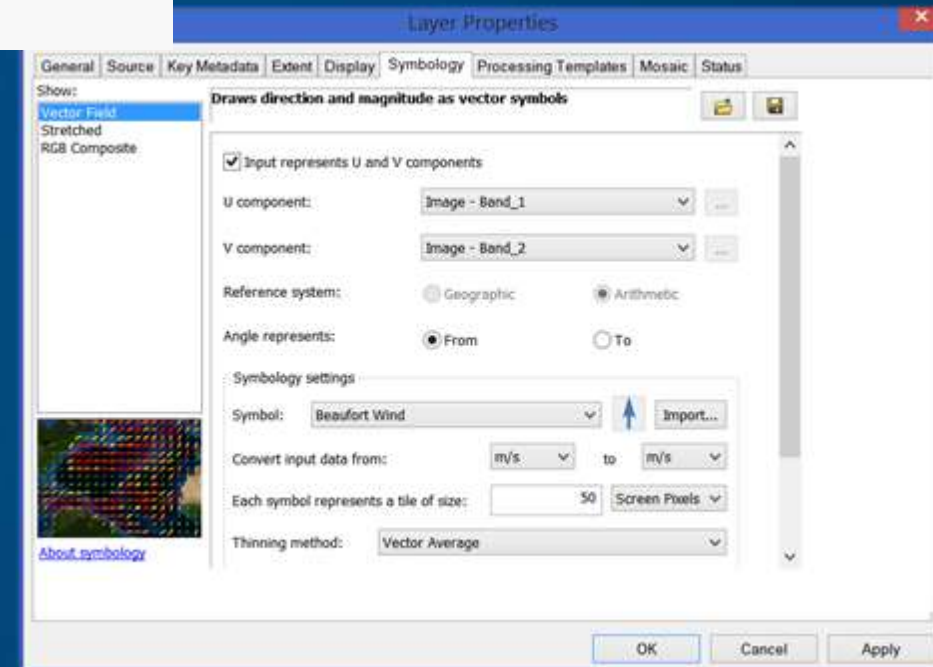 Layer Properties
General Source Key Metadata Extent Display Symbology Processing Templates Mosaic Status
Show:
Vector Field
Stretched
RGB Composite
About symbology
Draws direction and magnitude as vector symbols
Input represents U and V components
U component: Image - Band_1 ...
V component: Image - Band_2 ...
Reference system: Geographic Arithmetic
Angle represents: From To
Symbology settings
Symbol: Beaufort Wind Import...
Convert input data from: m/s to m/s
Each symbol represents a tile of size: 50 Screen Pixels
Thinning method: Vector Average
OK Cancel Apply